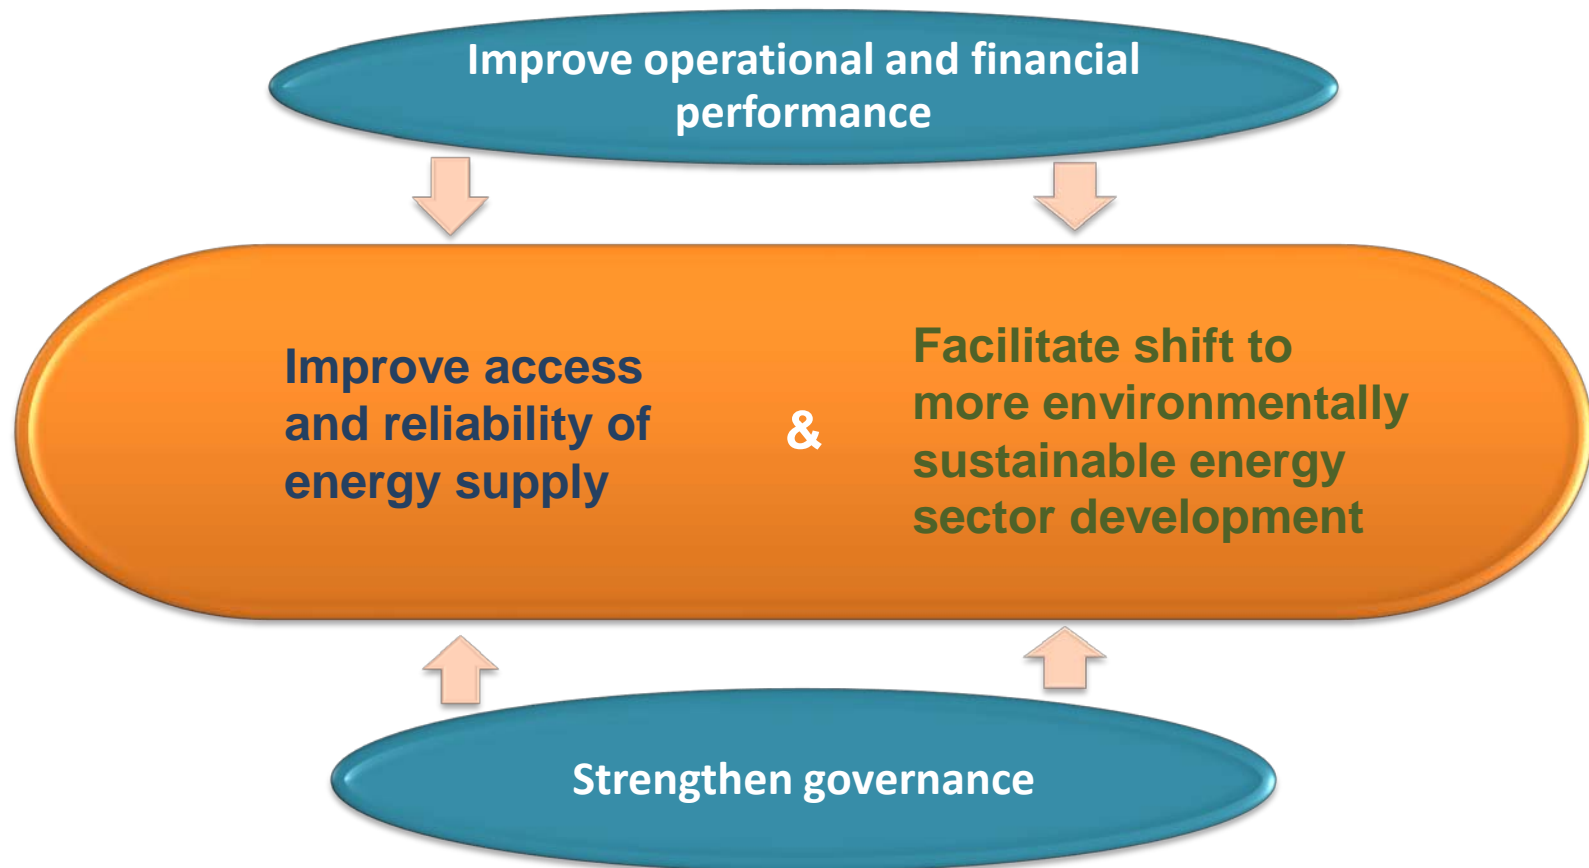 Improve operational and financial
performance
Improve access
and reliability of
energy supply
&
Facilitate shift to
more environmentally
sustainable energy
sector development
Strengthen governance